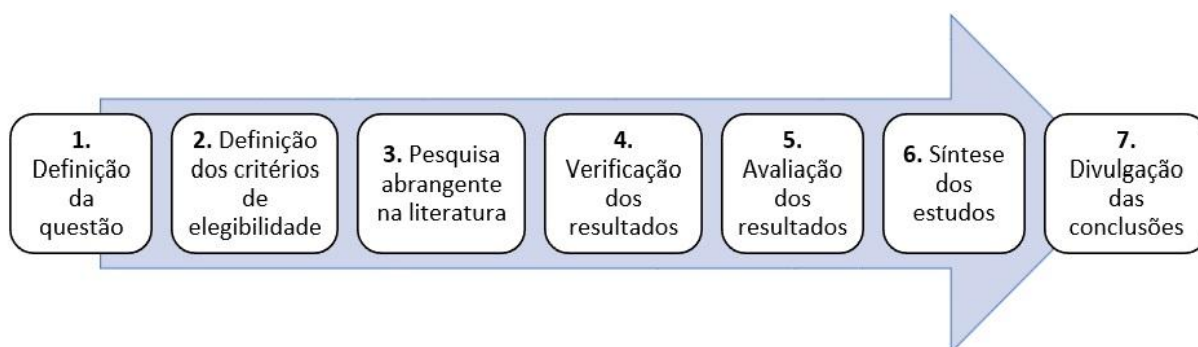 1.
Definição
da
questão
2. Definição
dos critérios
de
elegibilidade
3. Pesquisa
abrangente
na literatura
4.
Verificação
dos
resultados
5.
Avaliação
dos
resultados
6. Síntese
dos
estudos
7.
Divulgação
das
conclusões